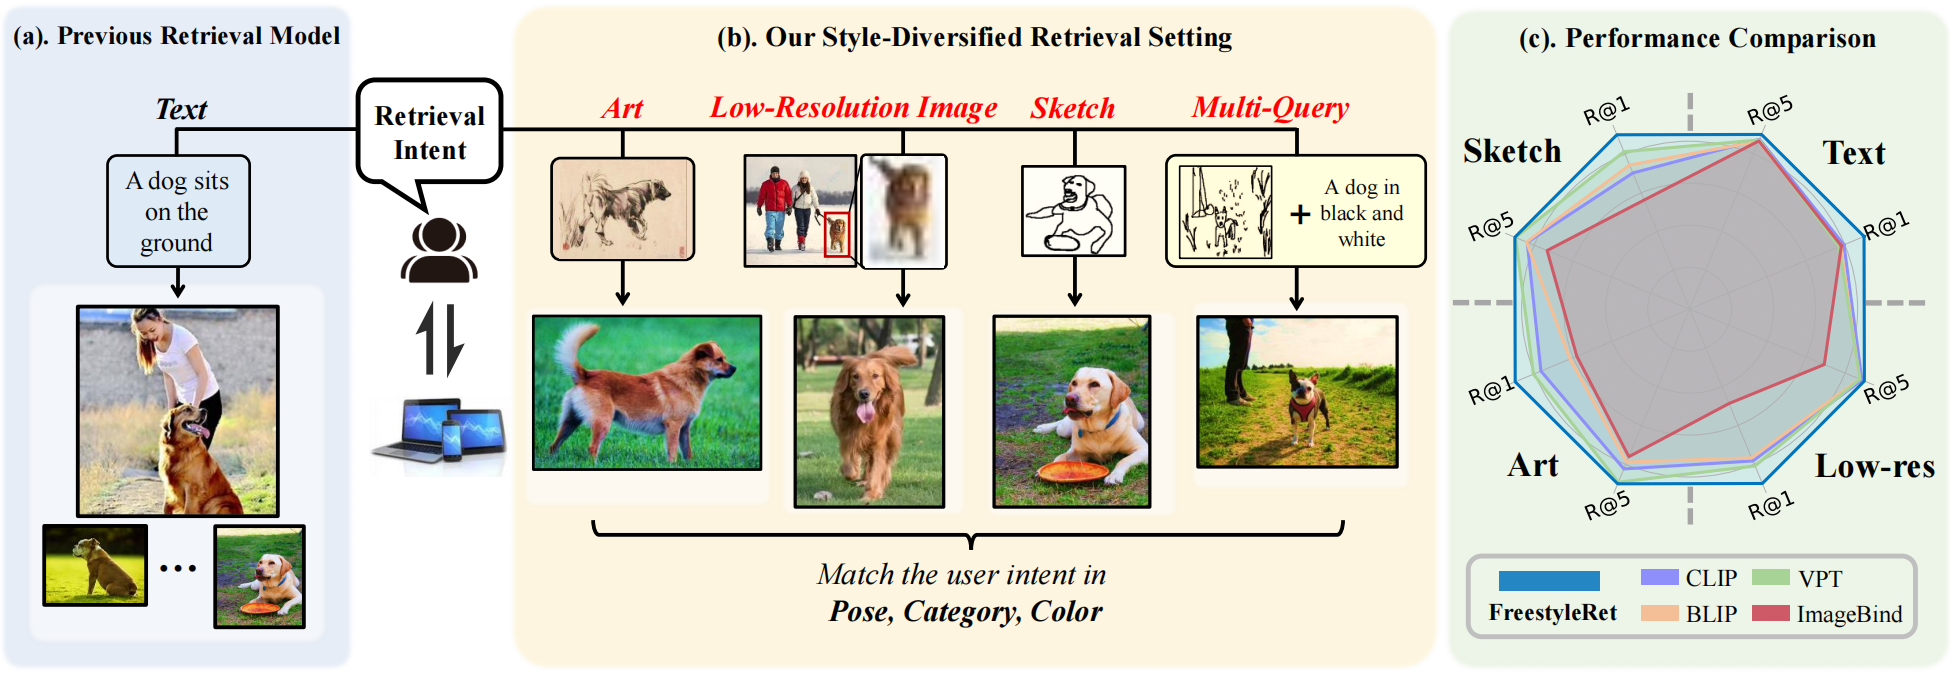 (a). Previous Retrieval Model
Text
A dog sits
on the
ground
Retrieval
Intent
(b). Our Style-Diversified Retrieval Setting
Art
Low-Resolution Image
Sketch
Multi-Query
+
A dog in
black and
white
Match the user intent in
Pose, Category, Color
(c). Performance Comparison
R@1
R@5
Sketch
Text
R@5
R@1
R@1
R@5
Art
Low-res
R@5
R@1
FreestyleRet
CLIP
VPT
BLIP
ImageBind